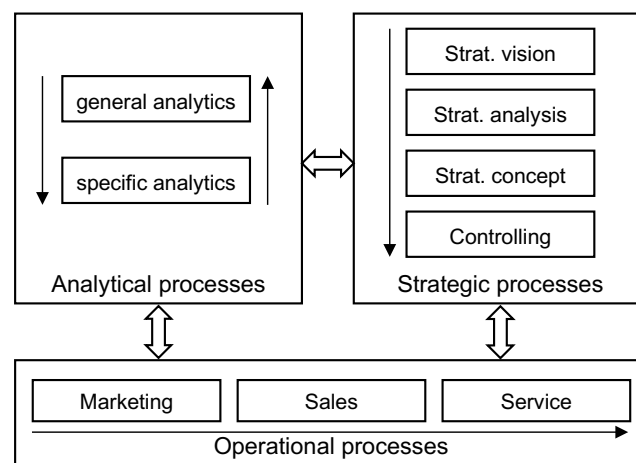 general analytics
specific analytics
Analytical processes
Strat. vision
Strat. analysis
Strat. concept
Controlling
Strategic processes
Marketing
Sales
Service
Operational processes